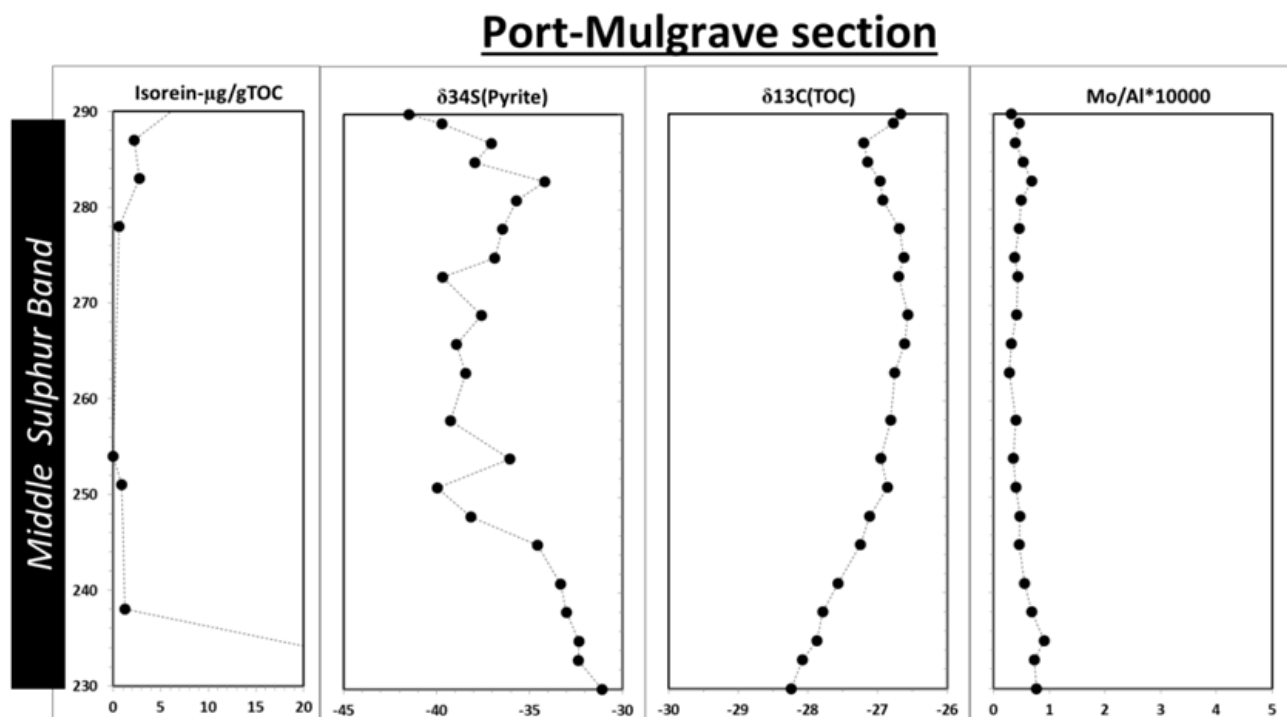 Port-Mulgrave section
Isorein-μg/gTOC
δ34S(Pyrite)
δ13C(TOC)
Mo/Al*10000
Middle Sulphur Band
290
280
270
260
250
240
230
0 5 10 15 20
-45 -40 -35 -30
-30 -29 -28 -27 -26
0 1 2 3 4 5